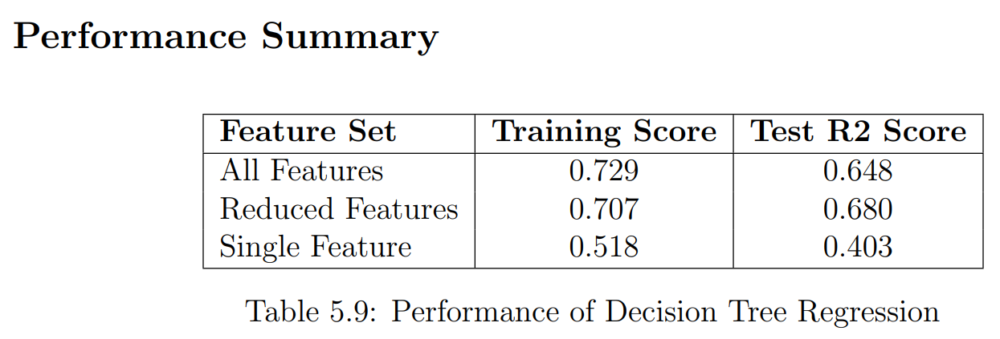 Performance Summary
Feature Set Training Score Test R2 Score
All Features 0.729 0.648
Reduced Features 0.707 0.680
Single Feature 0.518 0.403
Table 5.9: Performance of Decision Tree Regression